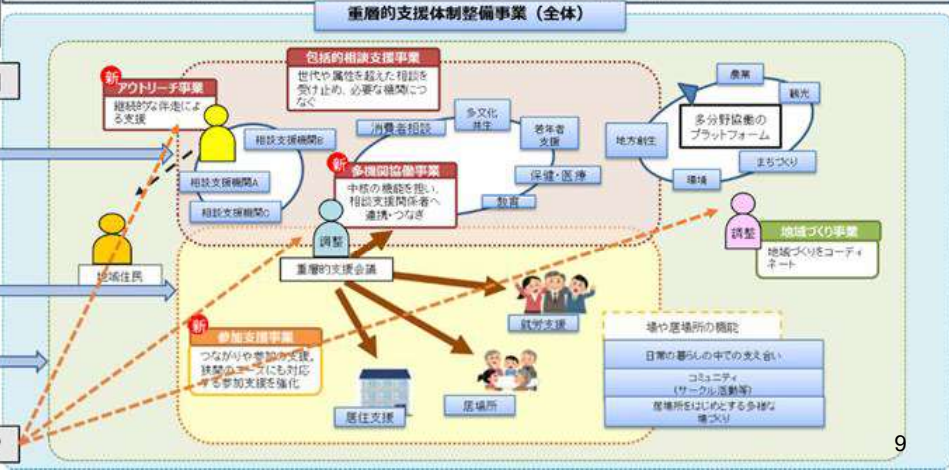 重層的支援体制整備事業（全体）
新
アウトリーチ事業
継続的な伴走によ
る支援
包括的相談支援事業
世代や属性を超えた相談を
受け止め、必要な機関につ
なぐ
相談支援機関B
相談支援機関A
相談支援機関C
消費者相談
多文化
共生
若年者
支援
保健・医療
教育
新
多機関協働事業
中核の機能を担い、
相談支援関係者へ
連携・つなぎ
調整
重層的支援会議
農業
観光
多分野協働の
プラットフォーム
地方創生
まちづくり
環境
調整
地域づくり事業
地域づくりをコーディ
ネート
地域住民
新
参加支援事業
つながりや参加の支援。
狭間のニーズにも対応
する参加支援を強化
就労支援
居住支援
居場所
場や居場所の機能
日常の暮らしの中での支え合い
コミュニティ
（サークル活動等）
居場所をはじめとする多様な
場づくり
9